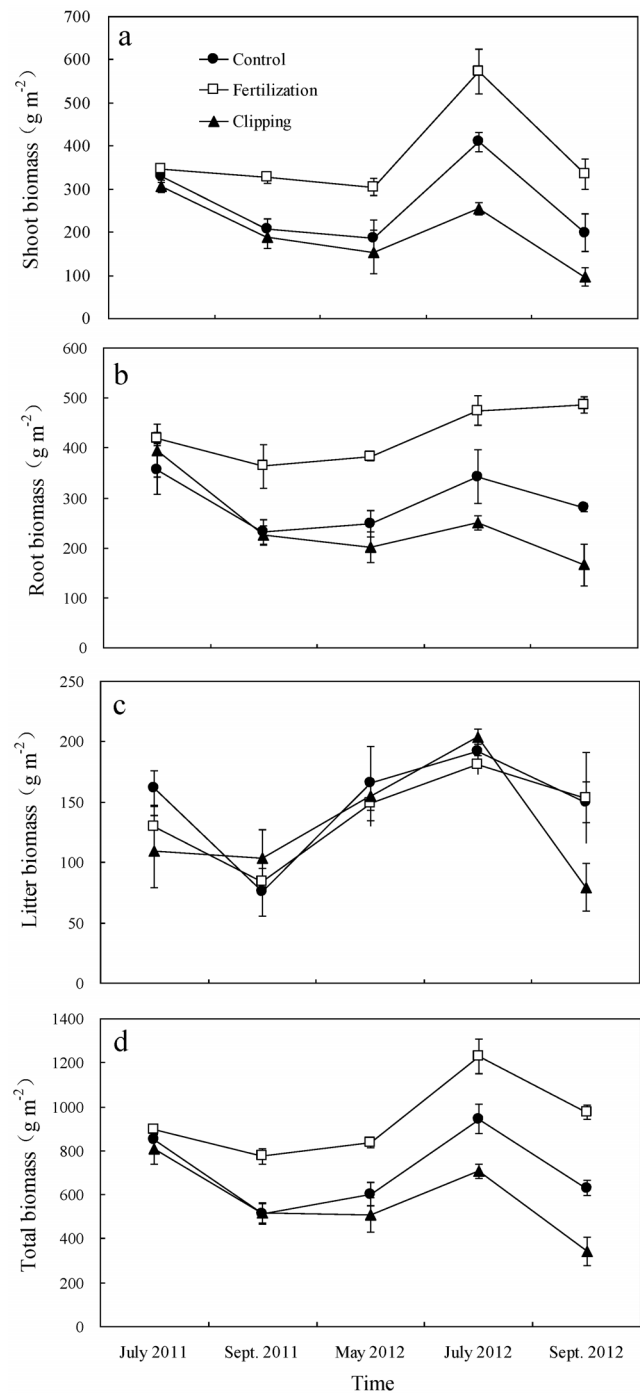 a
Control
Fertilization
Clipping
Shoot biomass（g m-2）
700
600
500
400
300
200
100
0
b
Root biomass（g m-2）
600
500
400
300
200
100
0
c
Litter biomass（g m-2）
250
200
150
100
50
0
d
Total biomass（g m-2）
1400
1200
1000
800
600
400
200
0
July 2011 Sept. 2011 May 2012 July 2012 Sept. 2012
Time